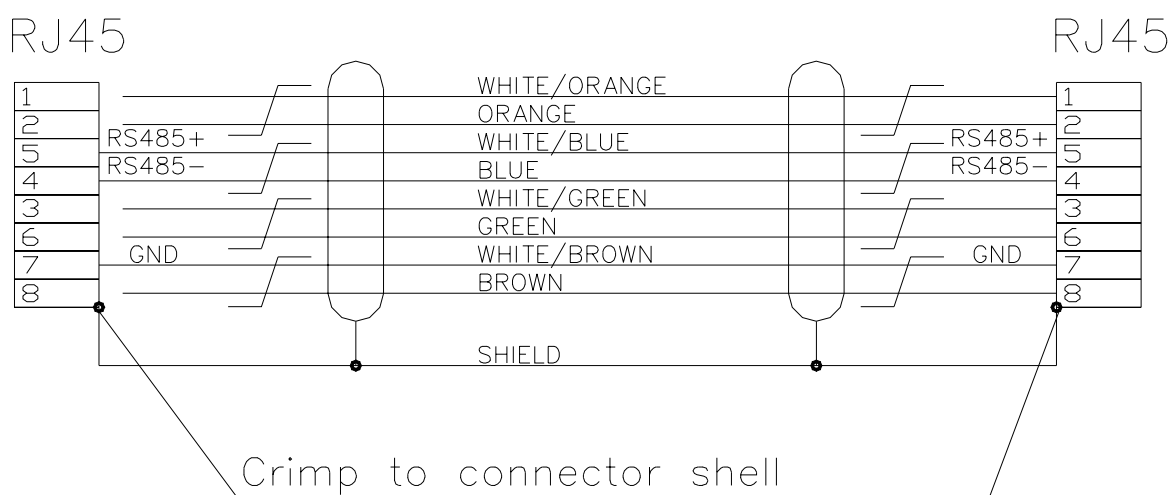 RJ45 RJ45
1 WHITE/ORANGE 1
2 ORANGE 2
RS485+ WHITE/BLUE RS485+
5 5
RS485- BLUE RS485-
4 4
3 WHITE/GREEN 3
6 GREEN 6
7 GND WHITE/BROWN GND 7
8 BROWN 8
SHIELD
Crimp to connector shell